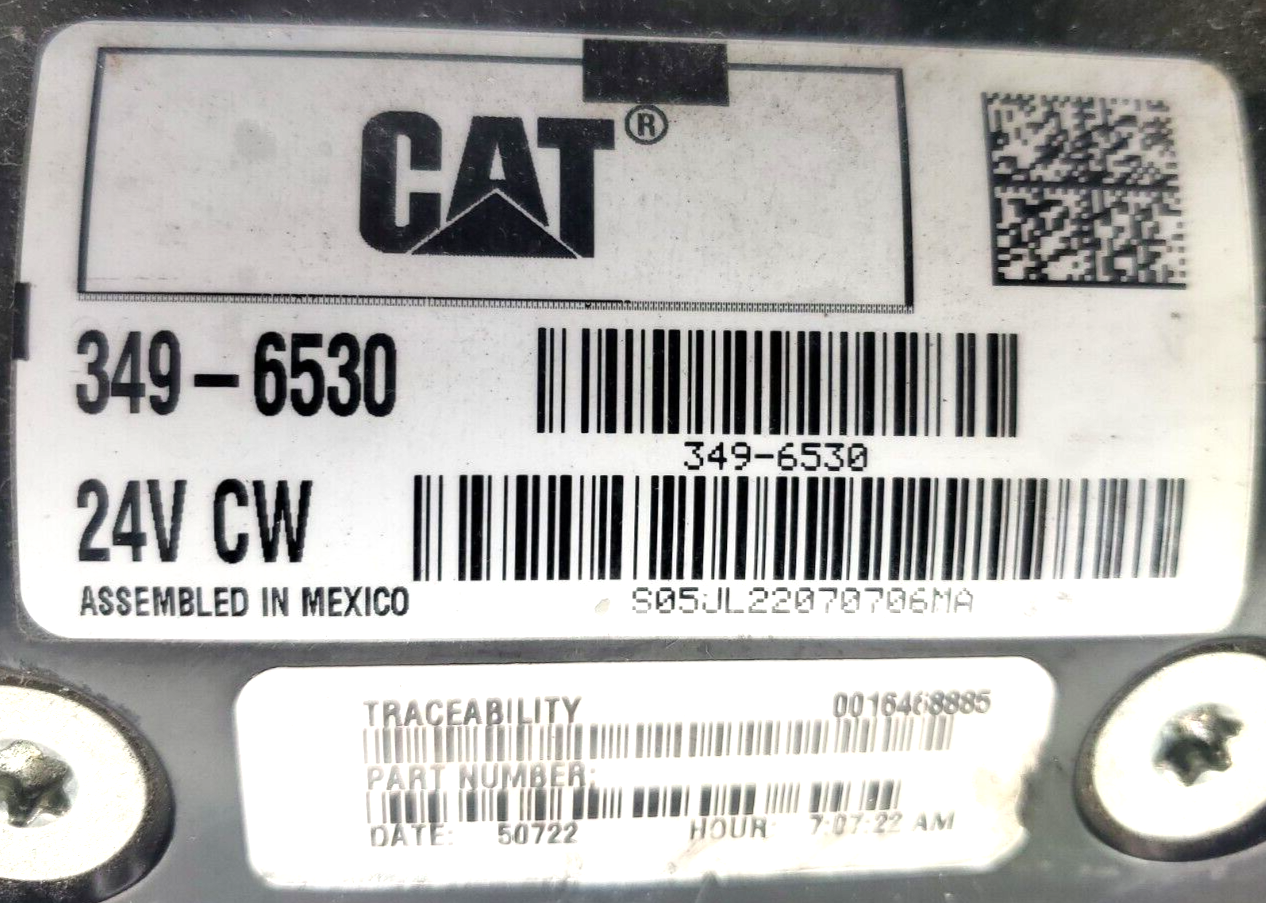 CAT®
349-6530
349-6530
24V CW
S05JL22070706MA
ASSEMBLED IN MEXICO
TRACEABILITY 0016468885
PART NUMBER:
DATE: 50722 HOUR: 7:07:22 AM